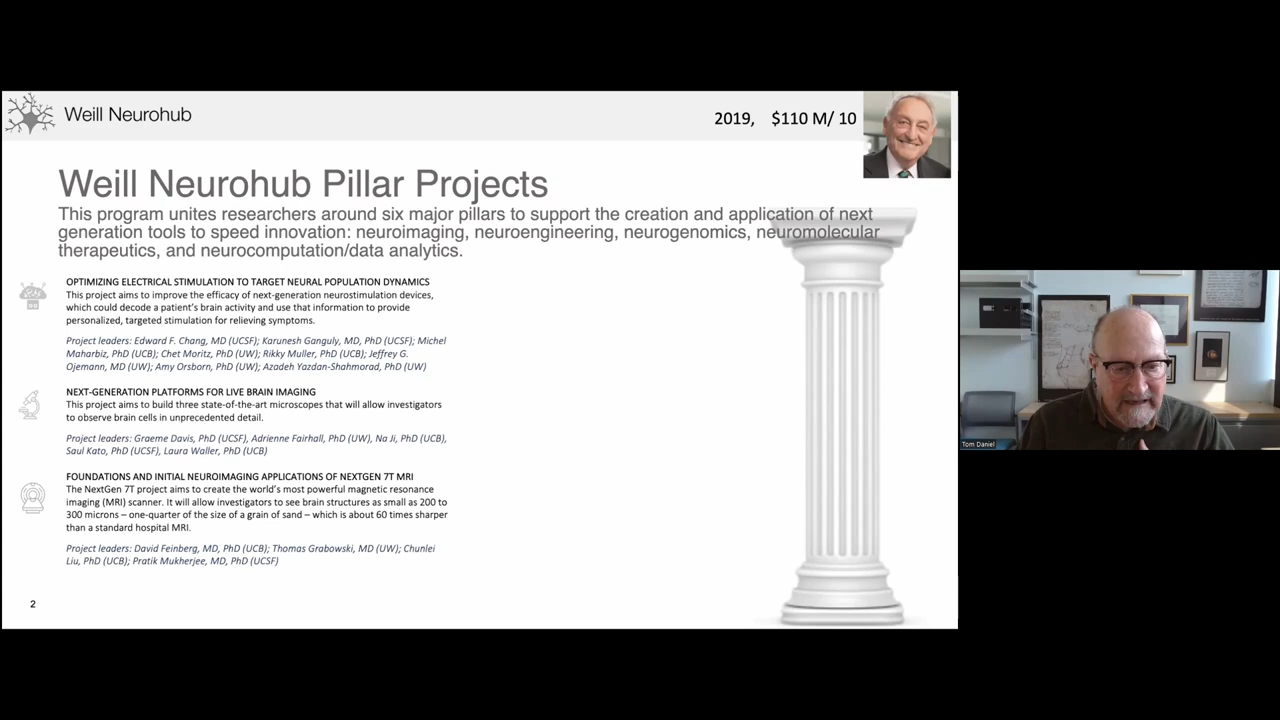 Weill Neurohub
2019, $110 M/ 10
Weill Neurohub Pillar Projects
This program unites researchers around six major pillars to support the creation and application of next
generation tools to speed innovation: neuroimaging, neuroengineering, neurogenomics, neuromolecular
therapeutics, and neurocomputation/data analytics.
OPTIMIZING ELECTRICAL STIMULATION TO TARGET NEURAL POPULATION DYNAMICS
This project aims to improve the efficacy of next-generation neurostimulation devices,
which could decode a patient's brain activity and use that information to provide
personalized, targeted stimulation for relieving symptoms.
Project leaders: Edward F. Chang, MD (UCSF); Karunesh Ganguly, MD, PhD (UCSF); Michel
Maharbiz, PhD (UCB); Chet Moritz, PhD (UW); Rikky Muller, PhD (UCB); Jeffrey G.
Ojemann, MD (UW); Amy Orsborn, PhD (UW); Azadeh Yazdan-Shahmorad, PhD (UW)
NEXT-GENERATION PLATFORMS FOR LIVE BRAIN IMAGING
This project aims to build three state-of-the-art microscopes that will allow investigators
to observe brain cells in unprecedented detail.
Project leaders: Graeme Davis, PhD (UCSF), Adrienne Fairhall, PhD (UW), Na Ji, PhD (UCB),
Saul Kato, PhD (UCSF), Laura Waller, PhD (UCB)
FOUNDATIONS AND INITIAL NEUROIMAGING APPLICATIONS OF NEXTGEN 7T MRI
The NextGen 7T project aims to create the world's most powerful magnetic resonance
imaging (MRI) scanner. It will allow investigators to see brain structures as small as 200 to
300 microns – one-quarter of the size of a grain of sand – which is about 60 times sharper
than a standard hospital MRI.
Project leaders: David Feinberg, MD, PhD (UCB); Thomas Grabowski, MD (UW); Chunlei
Liu, PhD (UCB); Pratik Mukherjee, MD, PhD (UCSF)
2
Tom Daniel